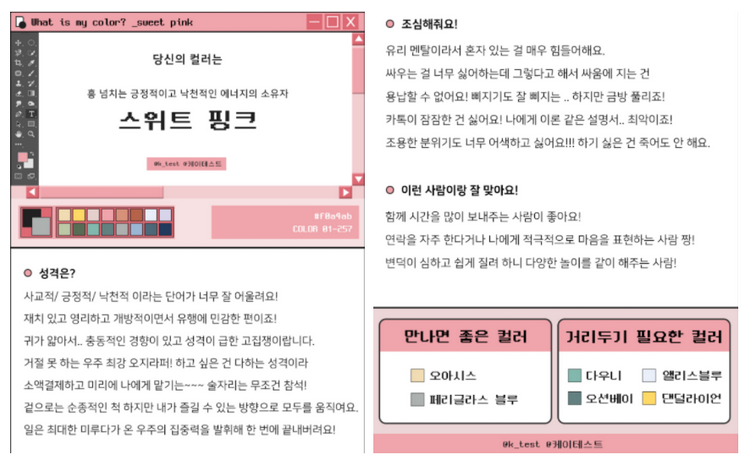 What is my color? _sweet pink
당신의 컬러는
흥 넘치는 긍정적이고 낙천적인 에너지의 소유자
스위트 핑크
@k_test @케이테스트
#F0a4ab
COLOR 01-257
성격은?
사교적/ 긍정적/ 낙천적 이라는 단어가 너무 잘 어울려요!
재치 있고 영리하고 개방적이면서 유행에 민감한 편이죠!
귀가 얇아서.. 충동적인 경향이 있고 성격이 급한 고집쟁이랍니다.
거절 못 하는 우주 최강 오지라퍼! 하고 싶은 건 다하는 성격이라
소액결제하고 미리에 나에게 맡기는~~~ 술자리는 무조건 참석!
겉으로는 순종적인 척 하지만 내가 즐길 수 있는 방향으로 모두를 움직여요.
일은 최대한 미루다가 온 우주의 집중력을 발휘해 한 번에 끝내버려요!
조심해줘요!
유리 멘탈이라서 혼자 있는 걸 매우 힘들어해요.
싸우는 걸 너무 싫어하는데 그렇다고 해서 싸움에 지는 건
용납할 수 없어요! 삐지기도 잘 삐지는 .. 하지만 금방 풀리죠!
카톡이 잠잠한 건 싫어요! 나에게 이론 같은 설명서.. 최악이죠!
조용한 분위기도 너무 어색하고 싫어요!!! 하기 싫은 건 죽어도 안 해요.
이런 사람이랑 잘 맞아요!
함께 시간을 많이 보내주는 사람이 좋아요!
연락을 자주 한다거나 나에게 적극적으로 마음을 표현하는 사람 짱!
변덕이 심하고 쉽게 질려 하니 다양한 놀이를 같이 해주는 사람!
만나면 좋은 컬러
오아시스
페리글라스 블루
거리두기 필요한 컬러
다우니
앨리스블루
오션베이
댄덜라이언
@k_test @케이테스트